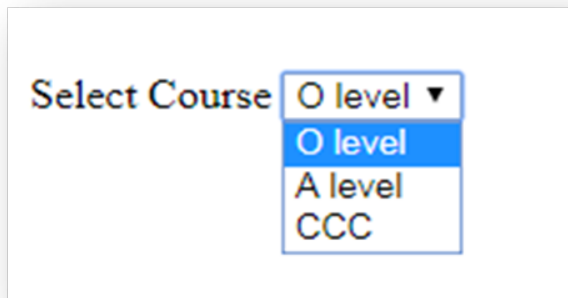 Select Course O level ▼
O level
A level
CCC